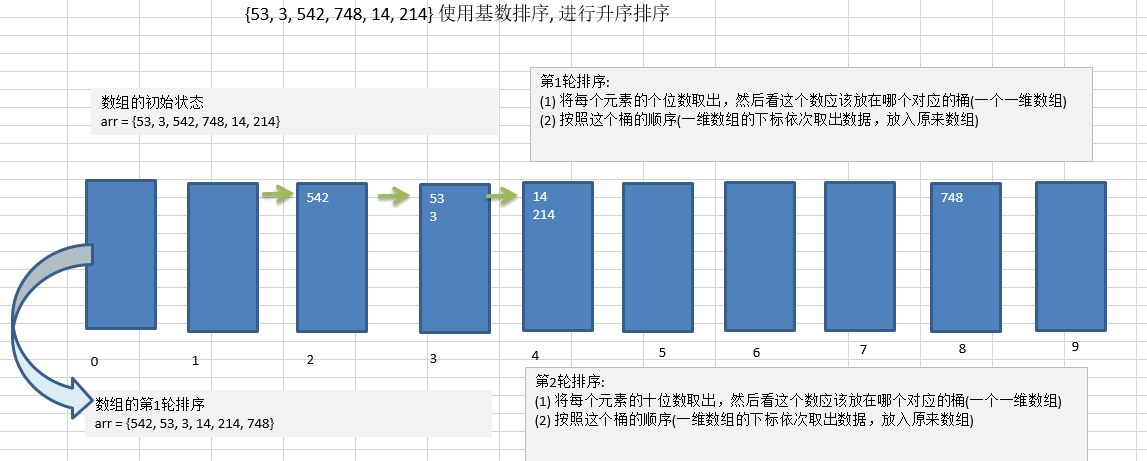 {53, 3, 542, 748, 14, 214} 使用基数排序, 进行升序排序
数组的初始状态
arr = {53, 3, 542, 748, 14, 214}
第1轮排序:
(1) 将每个元素的个位数取出，然后看这个数应该放在哪个对应的桶(一个一维数组)
(2) 按照这个桶的顺序(一维数组的下标依次取出数据，放入原来数组)
542
53
3
14
214
748
0
1
2
3
4
5
6
7
8
9
数组的第1轮排序
arr = {542, 53, 3, 14, 214, 748}
第2轮排序:
(1) 将每个元素的十位数取出，然后看这个数应该放在哪个对应的桶(一个一维数组)
(2) 按照这个桶的顺序(一维数组的下标依次取出数据，放入原来数组)